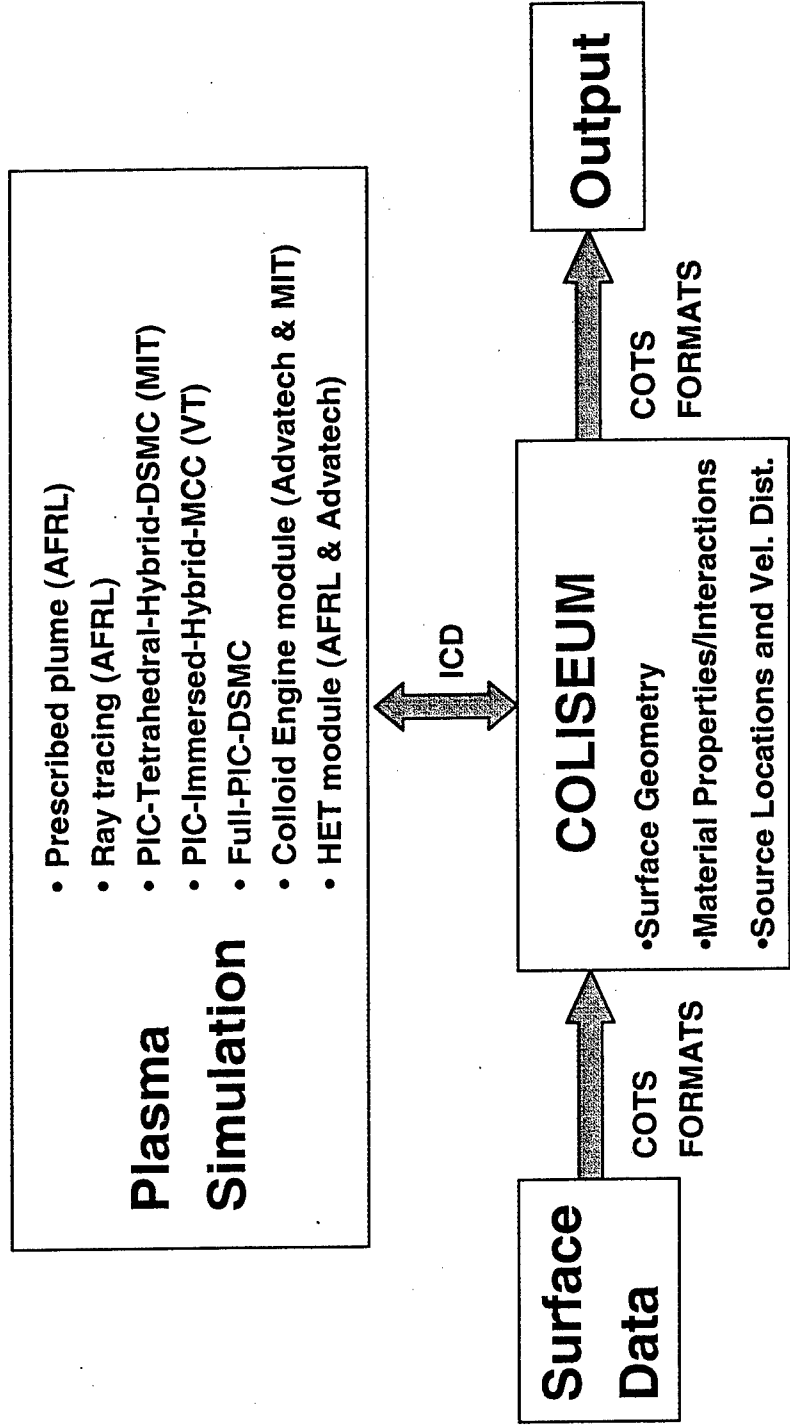 Plasma
Simulation
• Prescribed plume (AFRL)
• Ray tracing (AFRL)
• PIC-Tetrahedral-Hybrid-DSMC (MIT)
• PIC-Immersed-Hybrid-MCC (VT)
• Full-PIC-DSMC
• Colloid Engine module (Advatech & MIT)
• HET module (AFRL & Advatech)
ICD
Surface
Data
COTS
FORMATS
COLISEUM
•Surface Geometry
•Material Properties/Interactions
•Source Locations and Vel. Dist.
COTS
FORMATS
Output